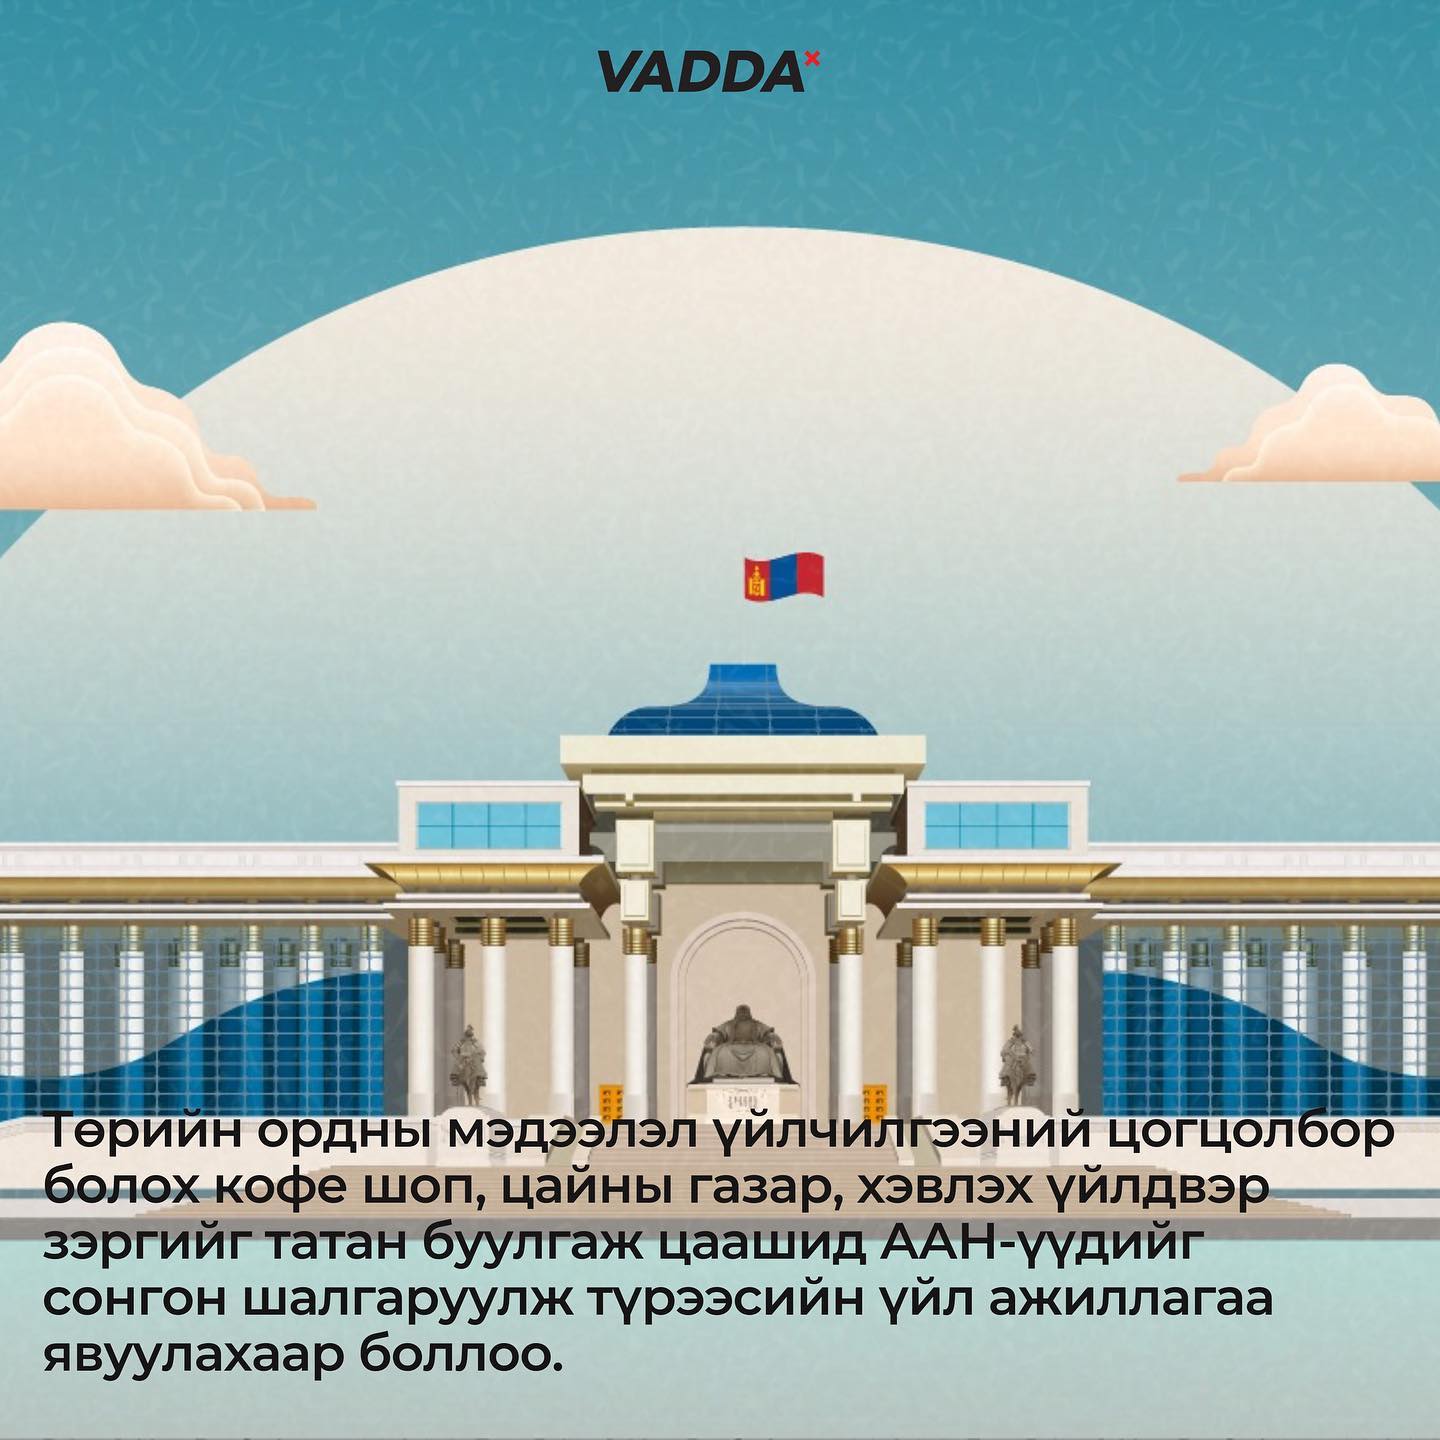 VADDA×
Төрийн ордны мэдээлэл үйлчилгээний цогцолбор
болох кофе шоп, цайны газар, хэвлэх үйлдвэр
зэргийг татан буулгаж цаашид ААН-үүдийг
сонгон шалгаруулж түрээсийн үйл ажиллагаа
явуулахаар боллоо.